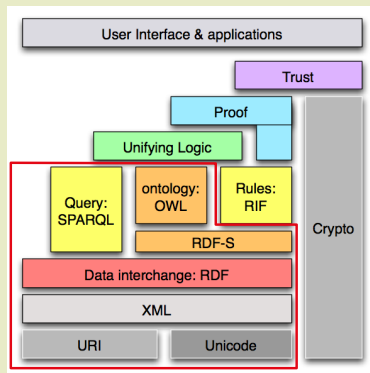 User Interface & applications
Trust
Proof
Unifying Logic
Query:
SPARQL
ontology:
OWL
Rules:
RIF
Crypto
RDF-S
Data interchange: RDF
XML
URI
Unicode